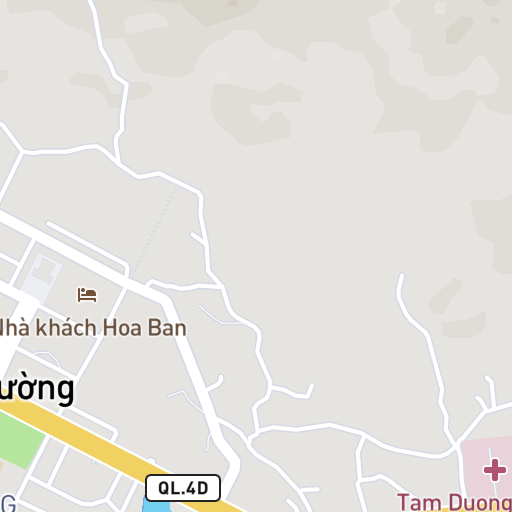 Nhà khách Hoa Ban
ường
QL.4D
Tam Duong
G